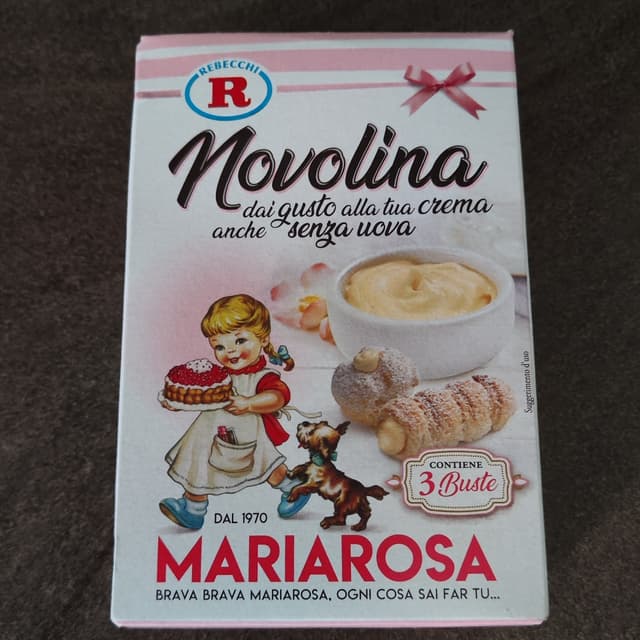 REBECCHI
R
Novolina
dai gusto alla tua crema
anche senza uova
Suggerimento d'uso
CONTIENE
3 Buste
DAL 1970
MARIAROSA
BRAVA BRAVA MARIAROSA, OGNI COSA SAI FAR TU...